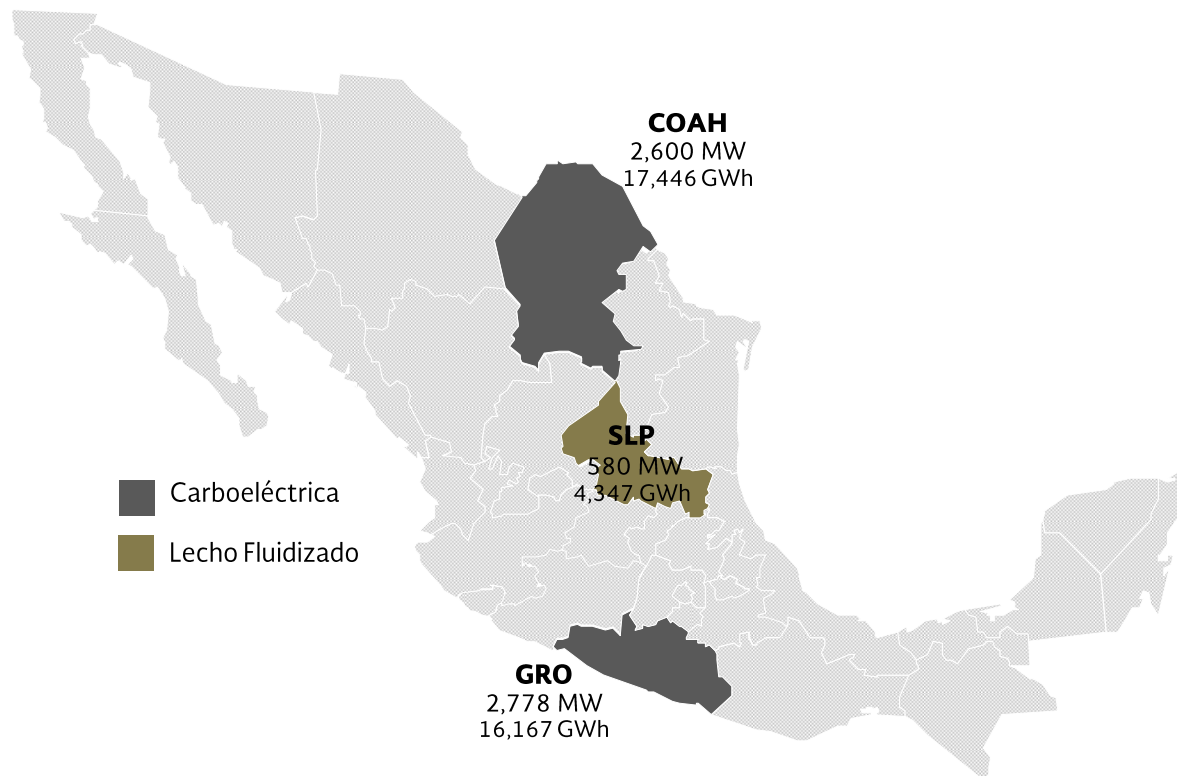 COAH
2,600 MW
17,446 GWh
SLP
580 MW
4,347 GWh
Carboeléctrica
Lecho Fluidizado
GRO
2,778 MW
16,167 GWh